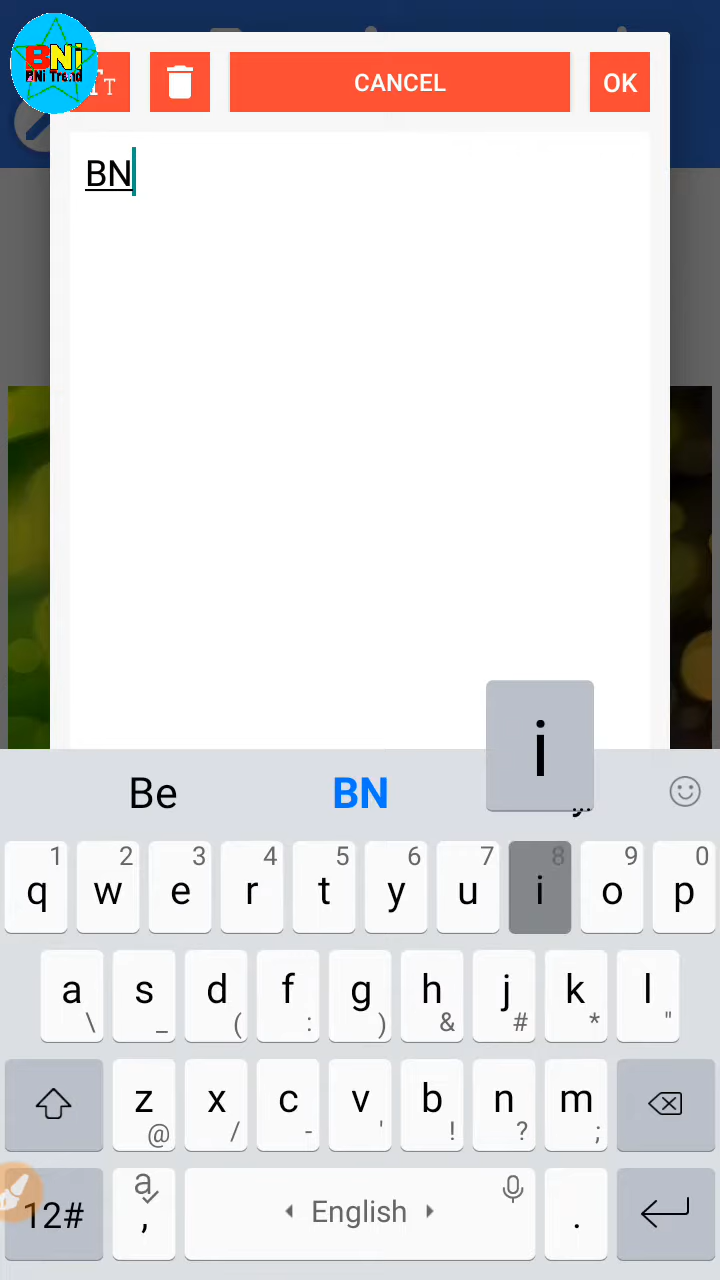 BNi
BNi Trend
TT
CANCEL
OK
BN
i
Be
BN
1 2 3 4 5 6 7 8 9 0
q w e r t y u i o p
a s d f g h j k l
\ _ ( : ) & # * "
z x c v b n m
@ / - ' ! ? ;
12#
a
,
English
.